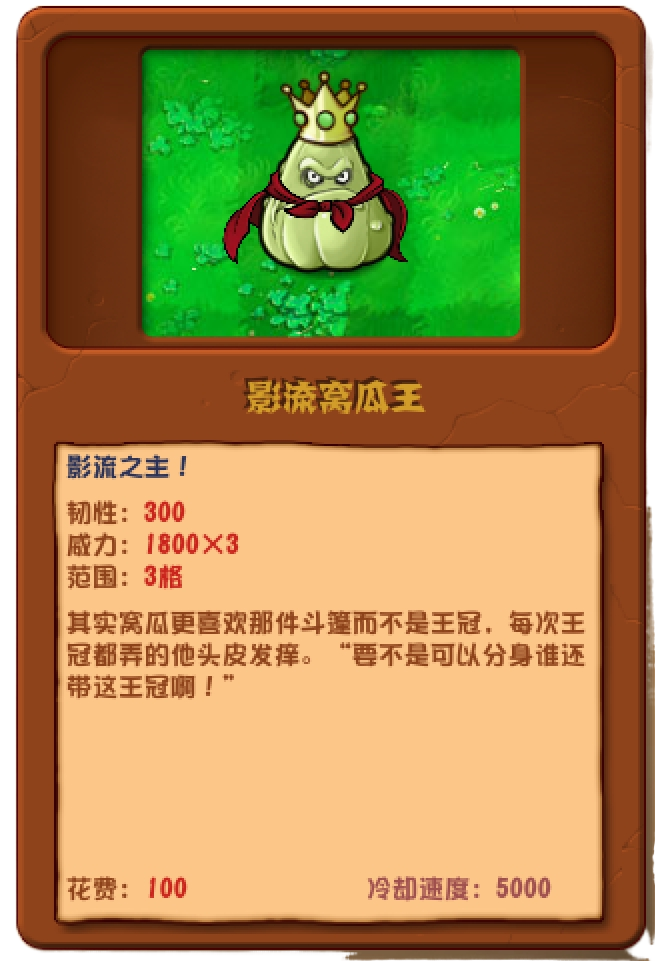 影流窝瓜王
影流之主！
韧性：300
威力：1800×3
范围：3格
其实窝瓜更喜欢那件斗篷而不是王冠，每次王
冠都弄的他头皮发痒。“要不是可以分身谁还
带这王冠啊！”
花费：100 冷却速度：5000